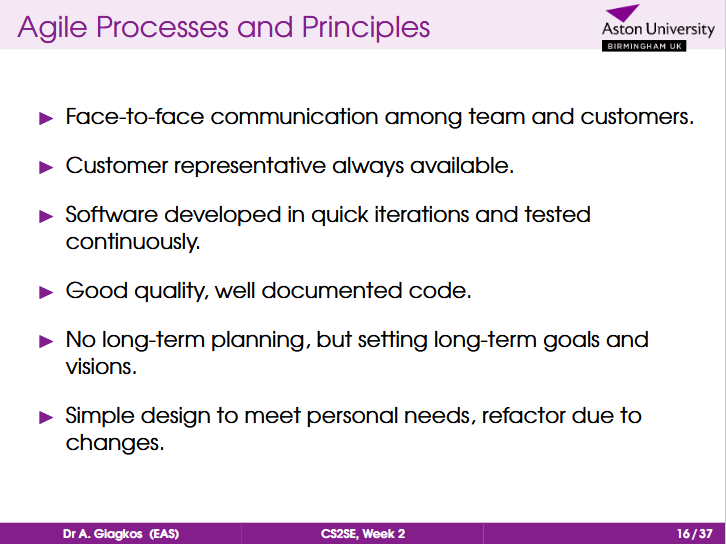 Agile Processes and Principles
Aston University
BIRMINGHAM UK
Face-to-face communication among team and customers.
Customer representative always available.
Software developed in quick iterations and tested
continuously.
Good quality, well documented code.
No long-term planning, but setting long-term goals and
visions.
Simple design to meet personal needs, refactor due to
changes.
Dr A. Giagkos (EAS)
CS2SE, Week 2
16 / 37